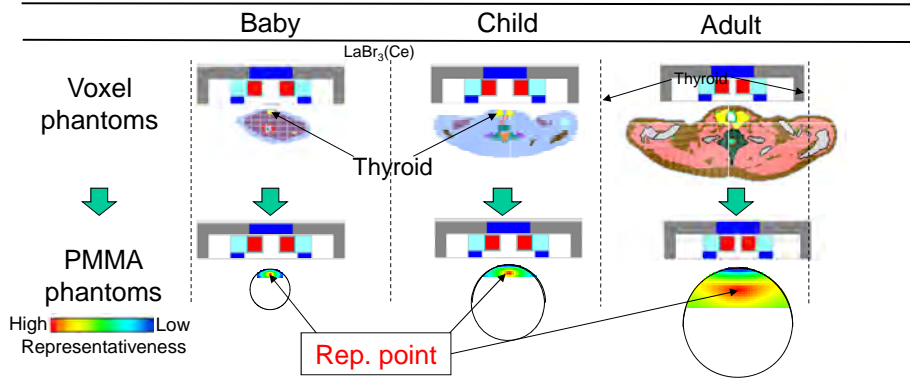 Baby Child Adult
LaBr₃(Ce)
Thyroid
Voxel
phantoms
Thyroid
PMMA
phantoms
High Low
Representativeness
Rep. point